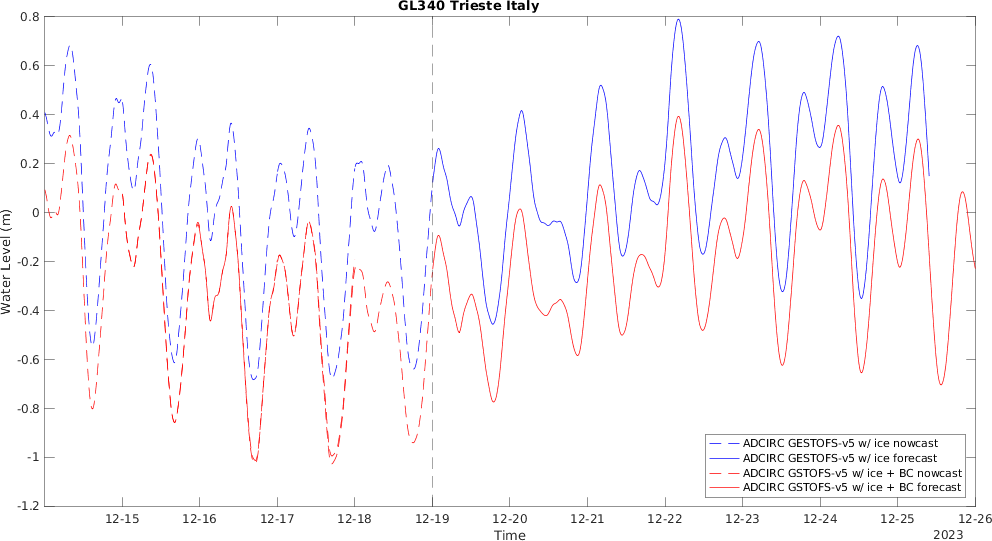 GL340 Trieste Italy
0.8
0.6
0.4
0.2
0
-0.2
-0.4
-0.6
-0.8
-1
-1.2
Water Level (m)
ADCIRC GESTOFS-v5 w/ ice nowcast
ADCIRC GESTOFS-v5 w/ ice forecast
ADCIRC GSTOFS-v5 w/ ice + BC nowcast
ADCIRC GSTOFS-v5 w/ ice + BC forecast
12-15 12-16 12-17 12-18 12-19 12-20 12-21 12-22 12-23 12-24 12-25 12-26
Time
2023